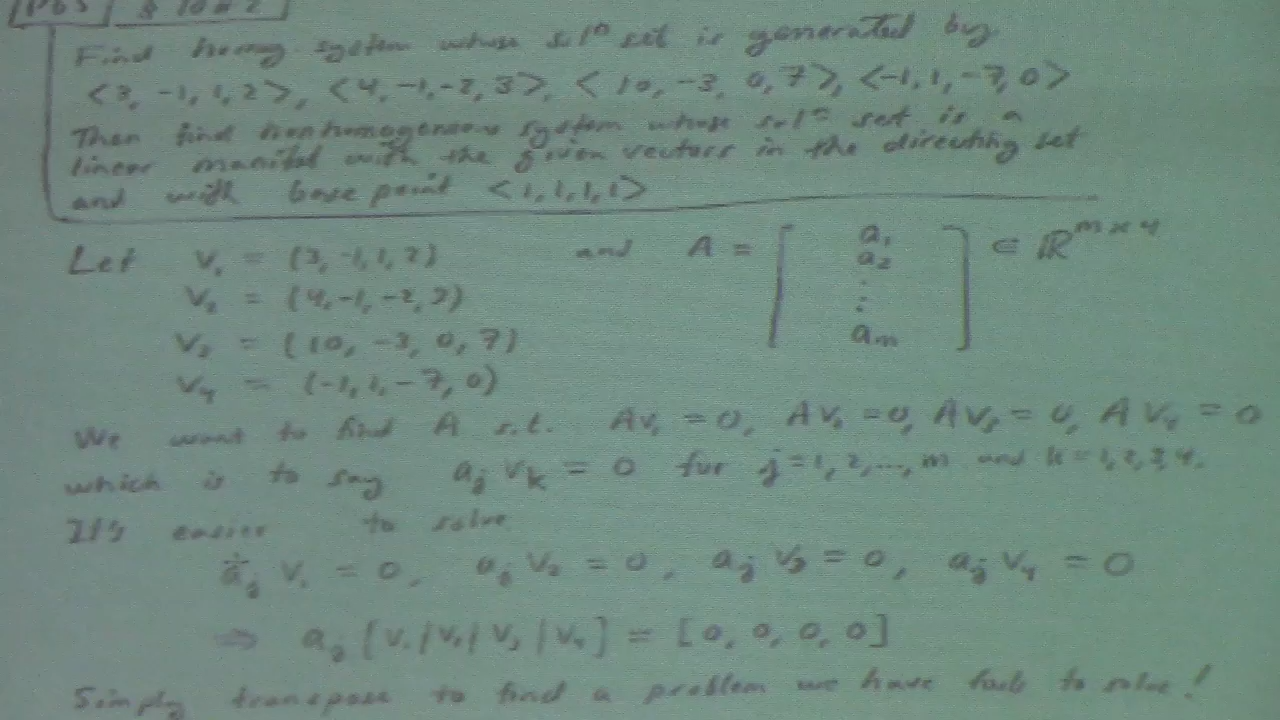 Find homog. system whose sol⁠ⁿ set is generated by
<3, -1, 1, 2>, <4, -1, -2, 3>, <10, -3, 0, 7>, <-1, 1, -7, 0>
Then find nonhomogeneous system whose solⁿ set is a
linear manifold with the given vectors in the directing set
and with base point <1, 1, 1, 1>
Let V₁ = (3, -1, 1, 2) and A = [a₁ a₂ ⋮ aₘ] ∈ ℝ^{m×4}
V₂ = (4, -1, -2, 3)
V₃ = (10, -3, 0, 7)
V₄ = (-1, 1, -7, 0)
We want to find A s.t. AV₁ = 0, AV₂ = 0, AV₃ = 0, AV₄ = 0
which is to say aⱼ vₖ = 0 for j = 1, 2, ..., m and k = 1, 2, 3, 4.
It's easier to solve
aⱼ V₁ = 0, aⱼ V₂ = 0, aⱼ V₃ = 0, aⱼ V₄ = 0
⇒ aⱼ [V₁|V₂|V₃|V₄] = [0, 0, 0, 0]
Simply transpose to find a problem we have tools to solve!